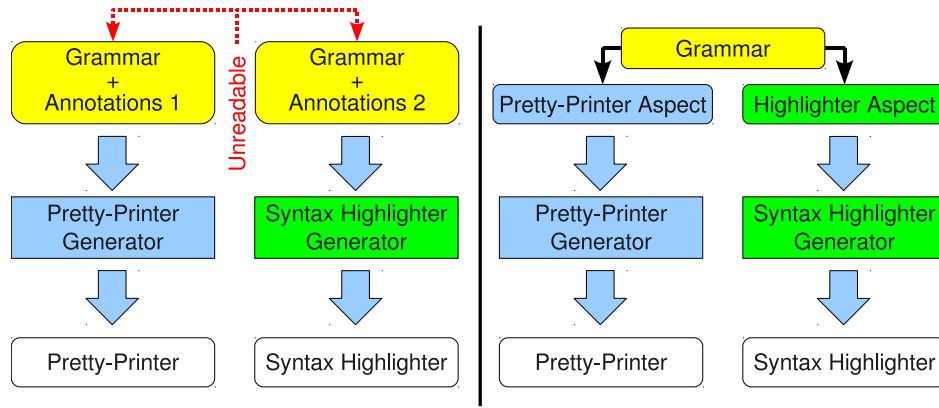 Grammar
+
Annotations 1
Unreadable
Grammar
+
Annotations 2
Pretty-Printer
Generator
Syntax Highlighter
Generator
Pretty-Printer
Syntax Highlighter
Grammar
Pretty-Printer Aspect
Highlighter Aspect
Pretty-Printer
Generator
Syntax Highlighter
Generator
Pretty-Printer
Syntax Highlighter